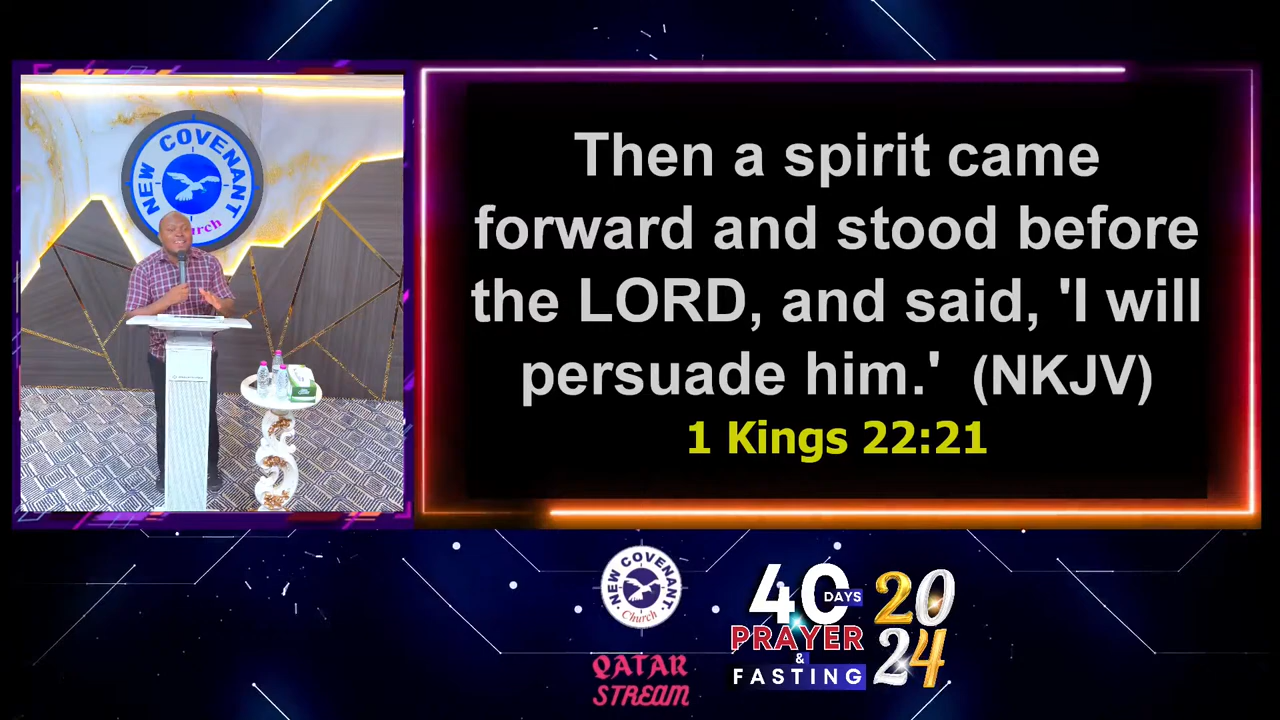 NEW COVENANT
Church
Then a spirit came
forward and stood before
the LORD, and said, 'I will
persuade him.' (NKJV)
1 Kings 22:21
NEW COVENANT
Church
QATAR
STREAM
40 DAYS
PRAYER
&
FASTING
2024